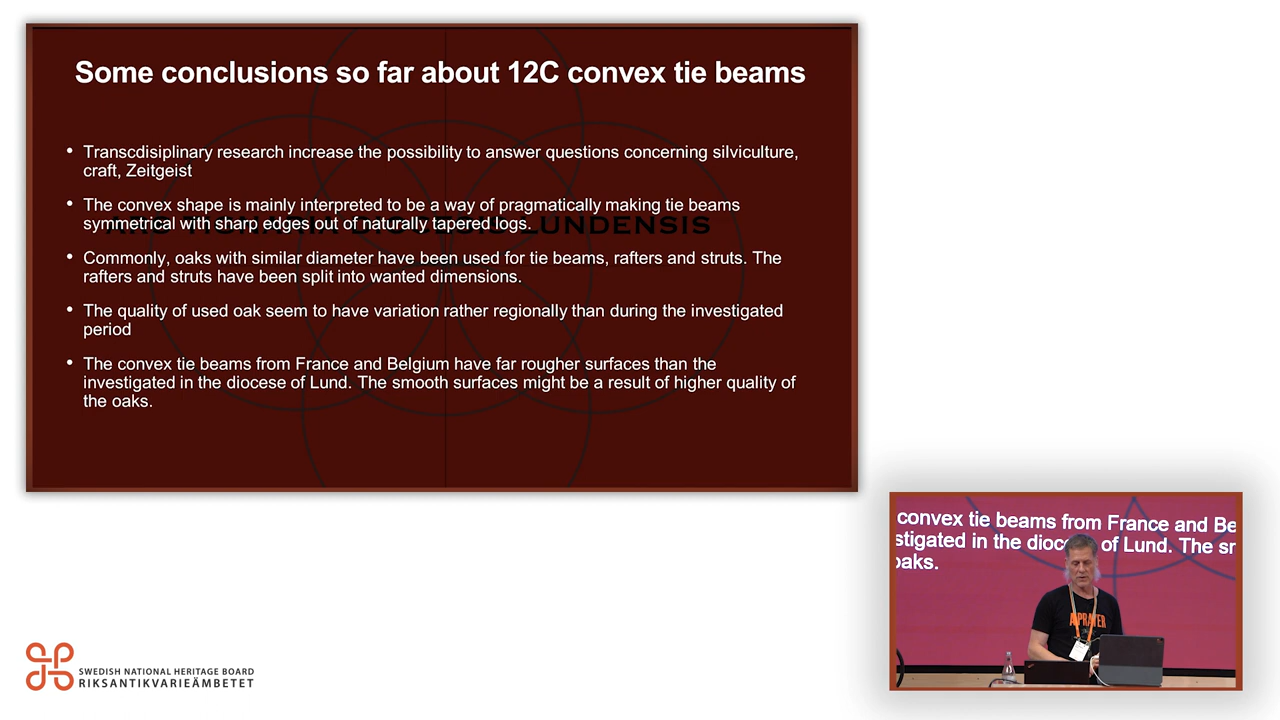 Some conclusions so far about 12C convex tie beams
• Transcdisiplinary research increase the possibility to answer questions concerning silviculture,
craft, Zeitgeist
• The convex shape is mainly interpreted to be a way of pragmatically making tie beams
symmetrical with sharp edges out of naturally tapered logs.
LUNDENSIS
• Commonly, oaks with similar diameter have been used for tie beams, rafters and struts. The
rafters and struts have been split into wanted dimensions.
• The quality of used oak seem to have variation rather regionally than during the investigated
period
• The convex tie beams from France and Belgium have far rougher surfaces than the
investigated in the diocese of Lund. The smooth surfaces might be a result of higher quality of
the oaks.
convex tie beams from France and Be
stigated in the dioc of Lund. The sr
oaks.
SWEDISH NATIONAL HERITAGE BOARD
RIKSANTIKVARIEÄMBETET